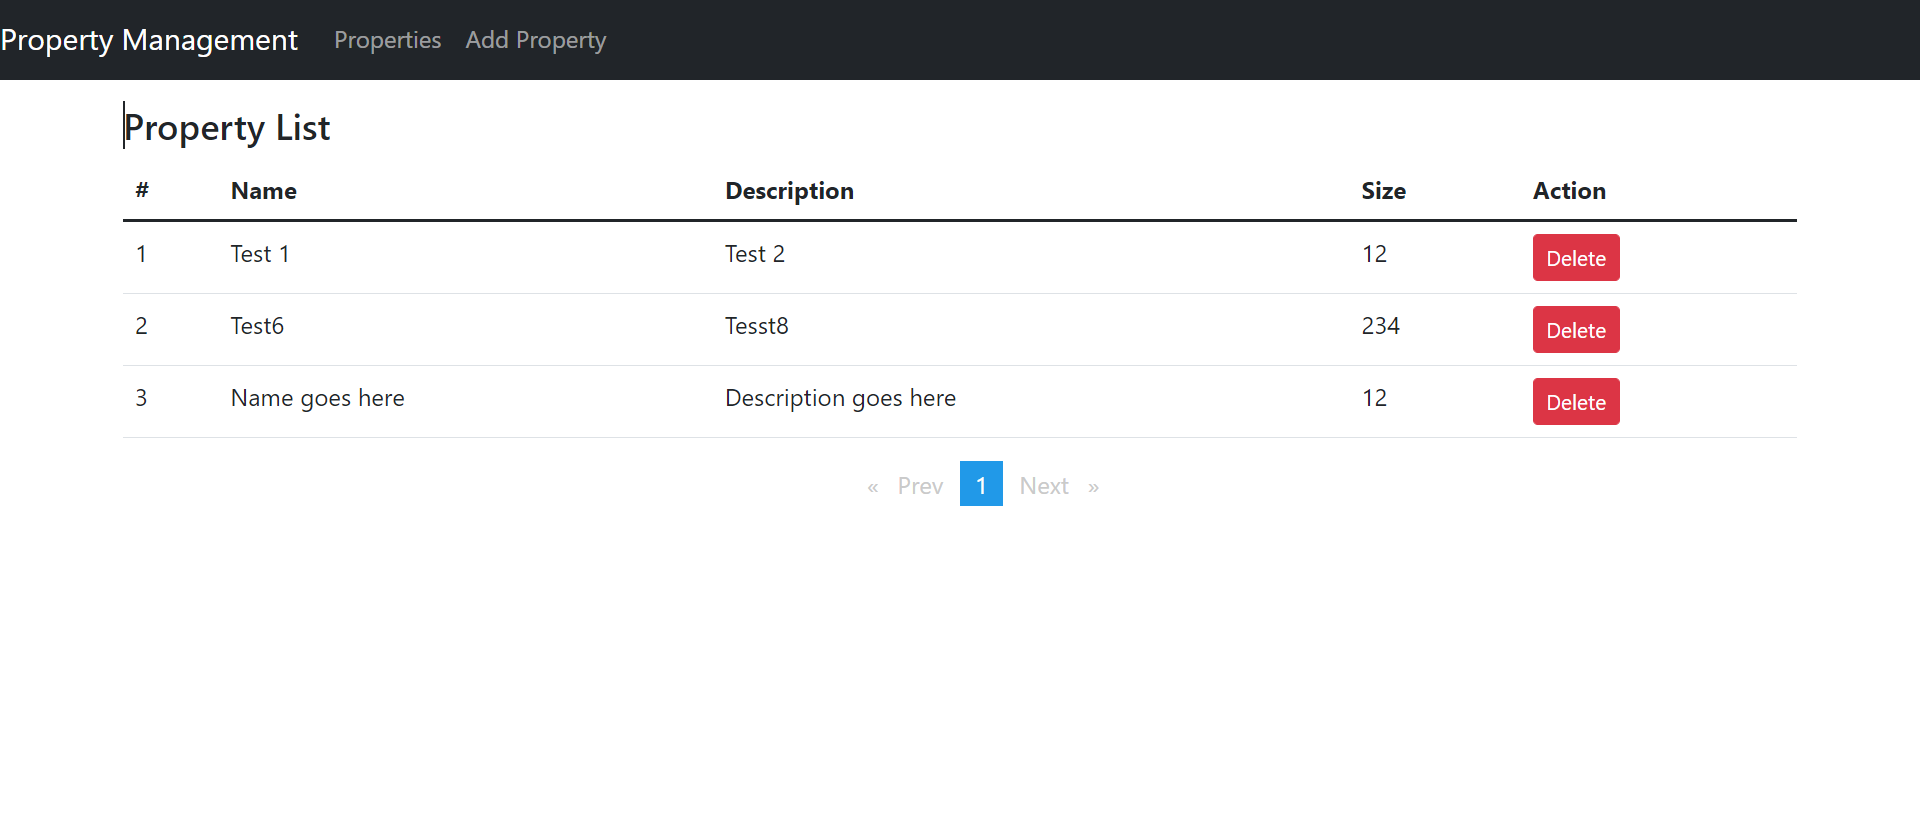 Property Management Properties Add Property
Property List
# Name Description Size Action
1 Test 1 Test 2 12 Delete
2 Test6 Tesst8 234 Delete
3 Name goes here Description goes here 12 Delete
« Prev 1 Next »